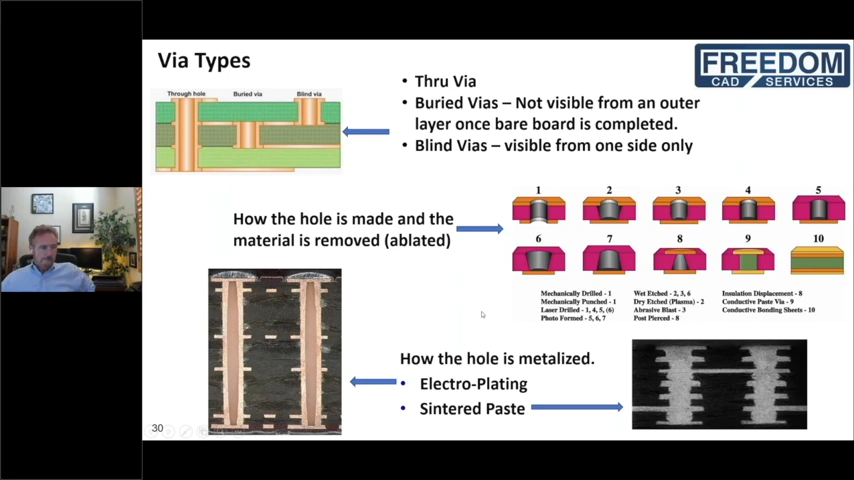 Via Types
FREEDOM
CAD SERVICES
Through hole Buried via Blind via
• Thru Via
• Buried Vias – Not visible from an outer
layer once bare board is completed.
• Blind Vias – visible from one side only
How the hole is made and the
material is removed (ablated)
1 2 3 4 5
6 7 8 9 10
Mechanically Drilled - 1
Mechanically Punched - 1
Laser Drilled - 1, 4, 5, (6)
Photo Formed - 5, 6, 7
Wet Etched - 2, 3, 6
Dry Etched (Plasma) - 2
Abrasive Blast - 3
Post Pierced - 8
Insulation Displacement - 8
Conductive Paste Via - 9
Conductive Bonding Sheets - 10
How the hole is metalized.
• Electro-Plating
• Sintered Paste
30